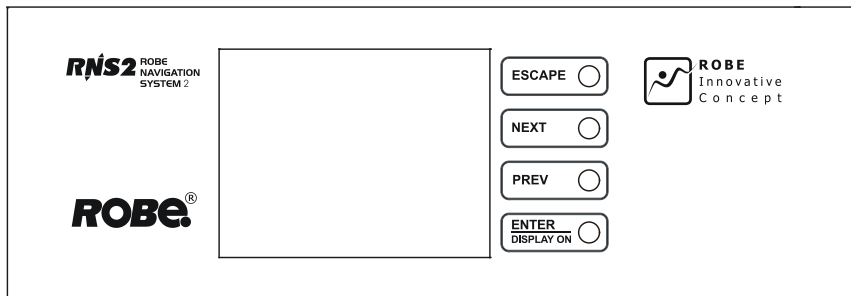 RNS2 ROBE
NAVIGATION
SYSTEM 2
ROBE.®
ESCAPE
NEXT
PREV
ENTER
DISPLAY ON
ROBE
Innovative
Concept